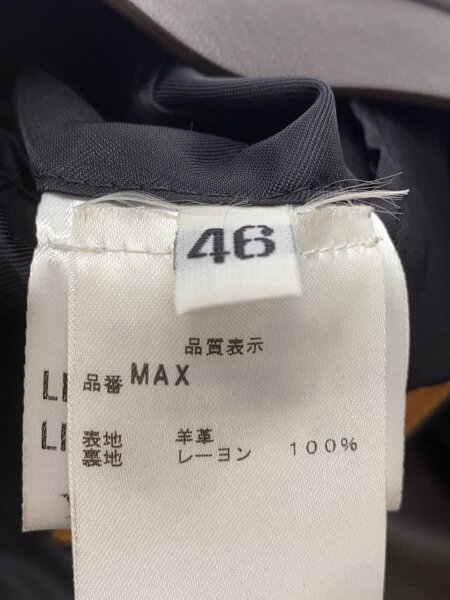 46
品質表示
品番 MAX
表地 羊革
裏地 レーヨン 100%